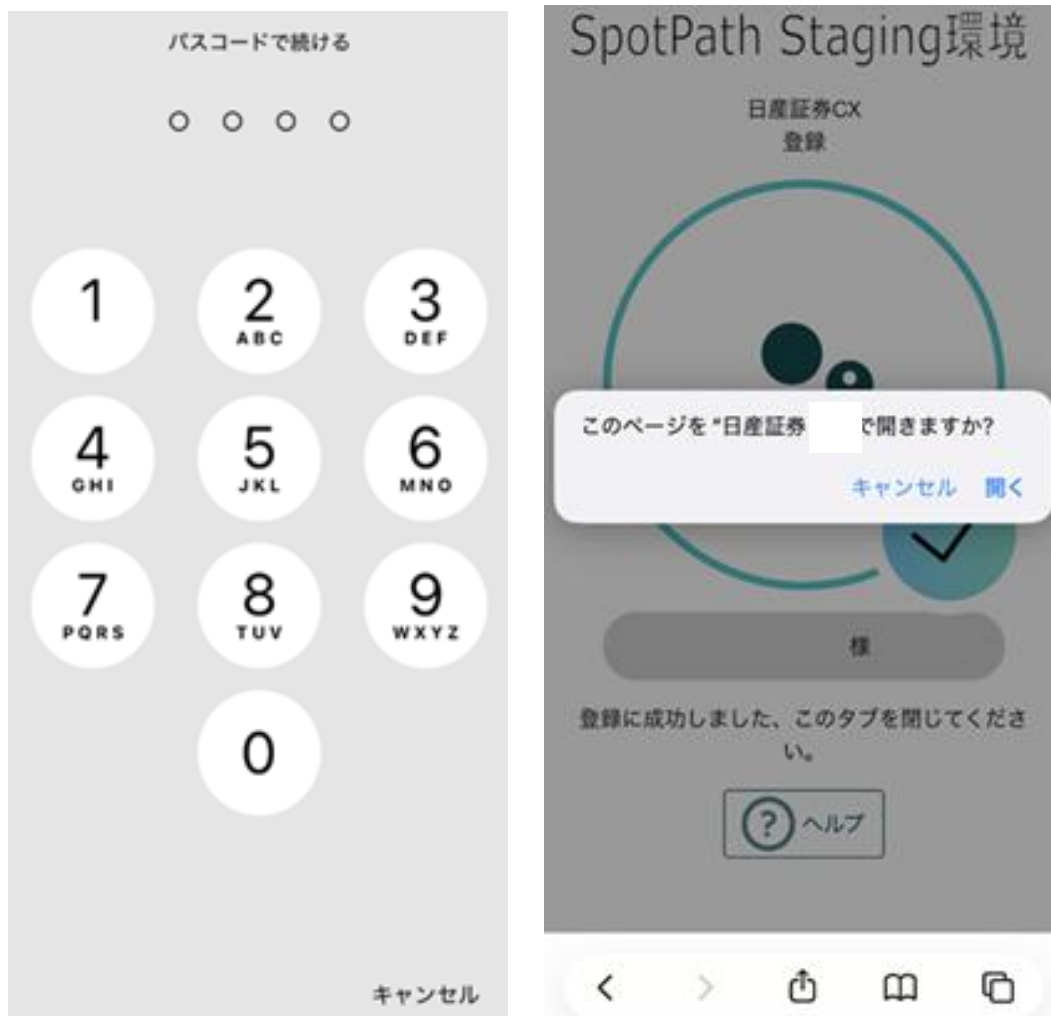 パスコードで続ける
1
2
ABC
3
DEF
4
GHI
5
JKL
6
MNO
7
PQRS
8
TUV
9
WXYZ
0
キャンセル
SpotPath Staging環境
日産証券CX
登録
このページを "日産証券 で開きますか?
キャンセル 開く
様
登録に成功しました、このタブを閉じてくださ
い。
? ヘルプ